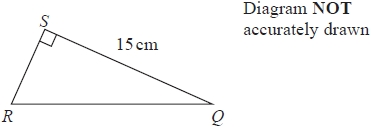 S
Diagram NOT
accurately drawn
15 cm
R
Q